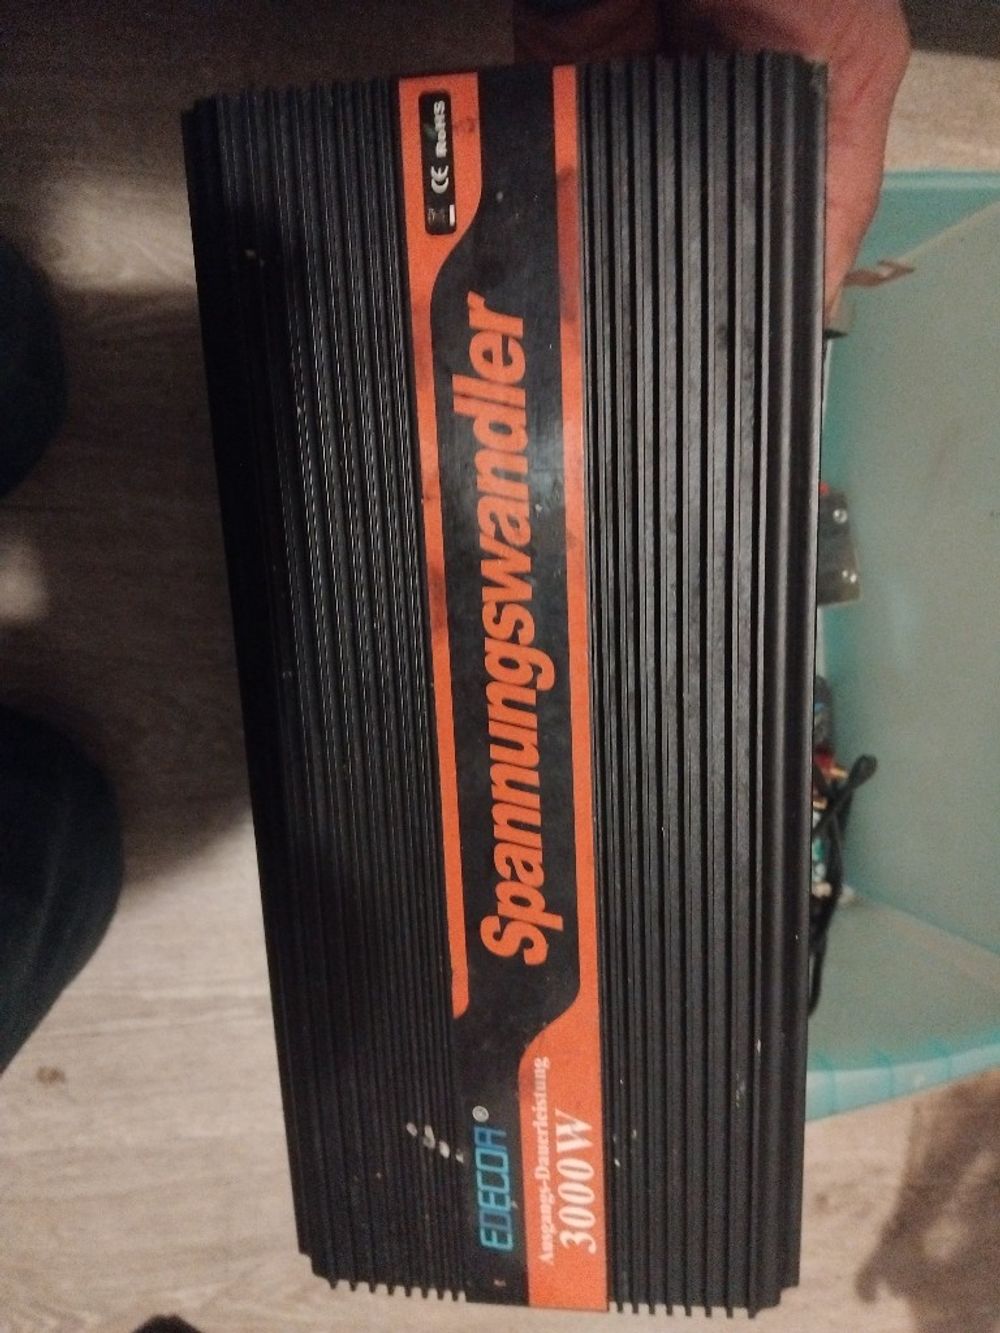 EDECOA®
Ausgangs-Dauerleistung
3000W
Spannungswandler
CE RoHS